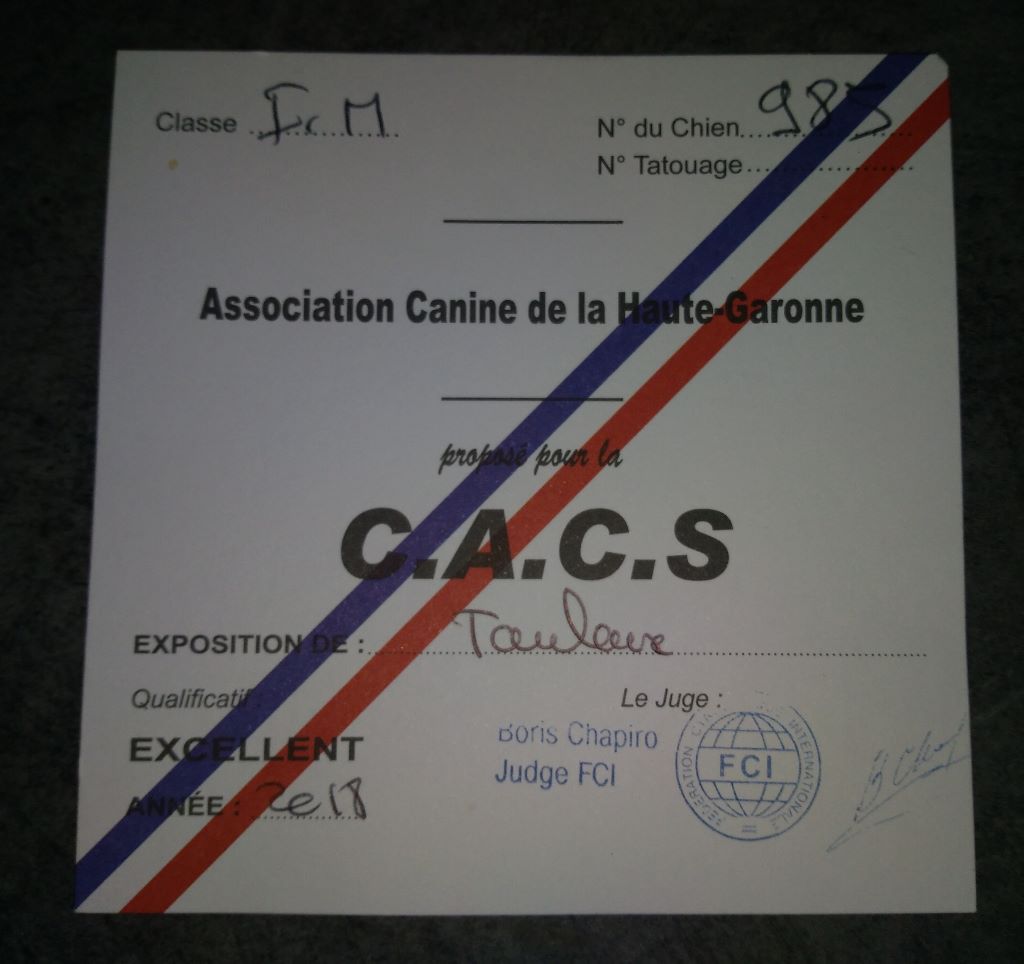 Classe
N° du Chien 985
N° Tatouage
Association Canine de la Haute-Garonne
proposé pour la
C.A.C.S
EXPOSITION DE : Toulouse
Qualificatif :
Le Juge :
EXCELLENT
Boris Chapiro
Judge FCI
FCI
INTERNATIONALE
ANNÉE : 2018